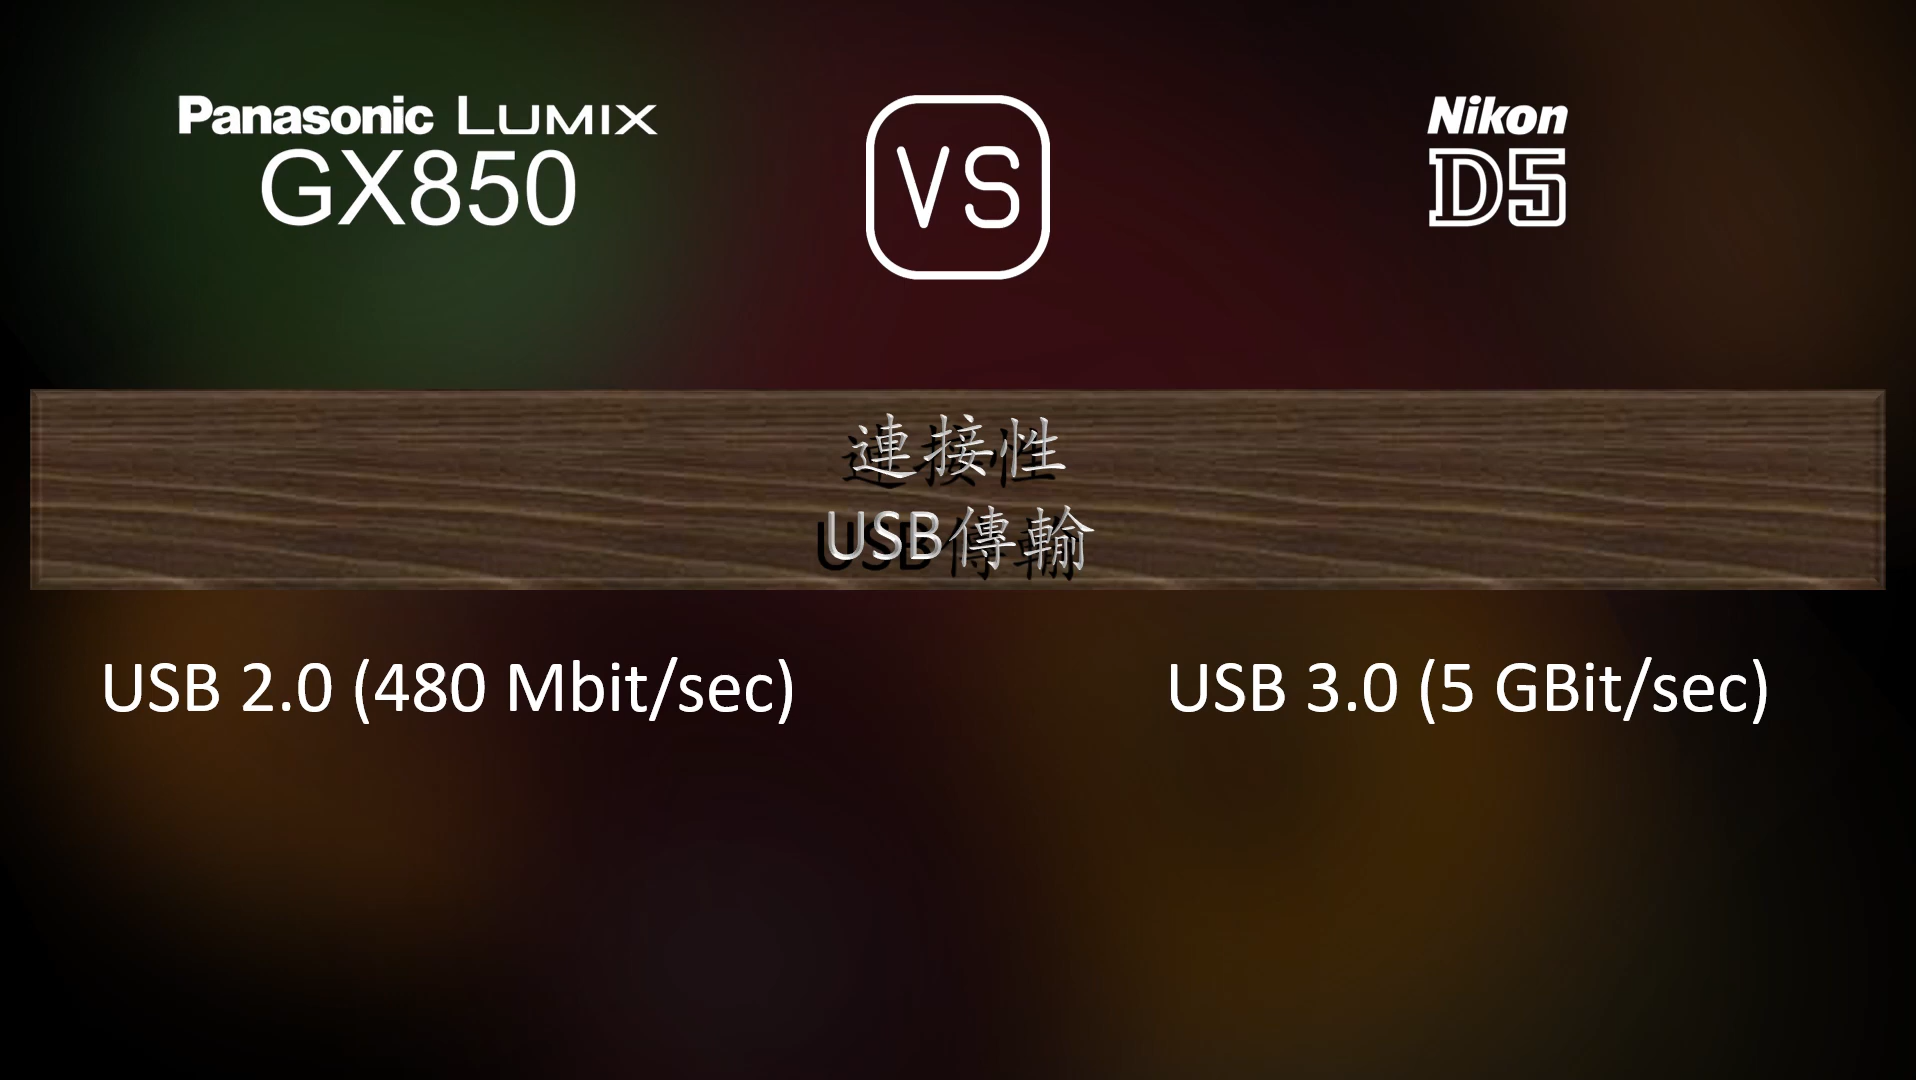 Panasonic LUMIX
GX850
VS
Nikon
D5
連接性
USB傳輸
USB 2.0 (480 Mbit/sec)
USB 3.0 (5 GBit/sec)